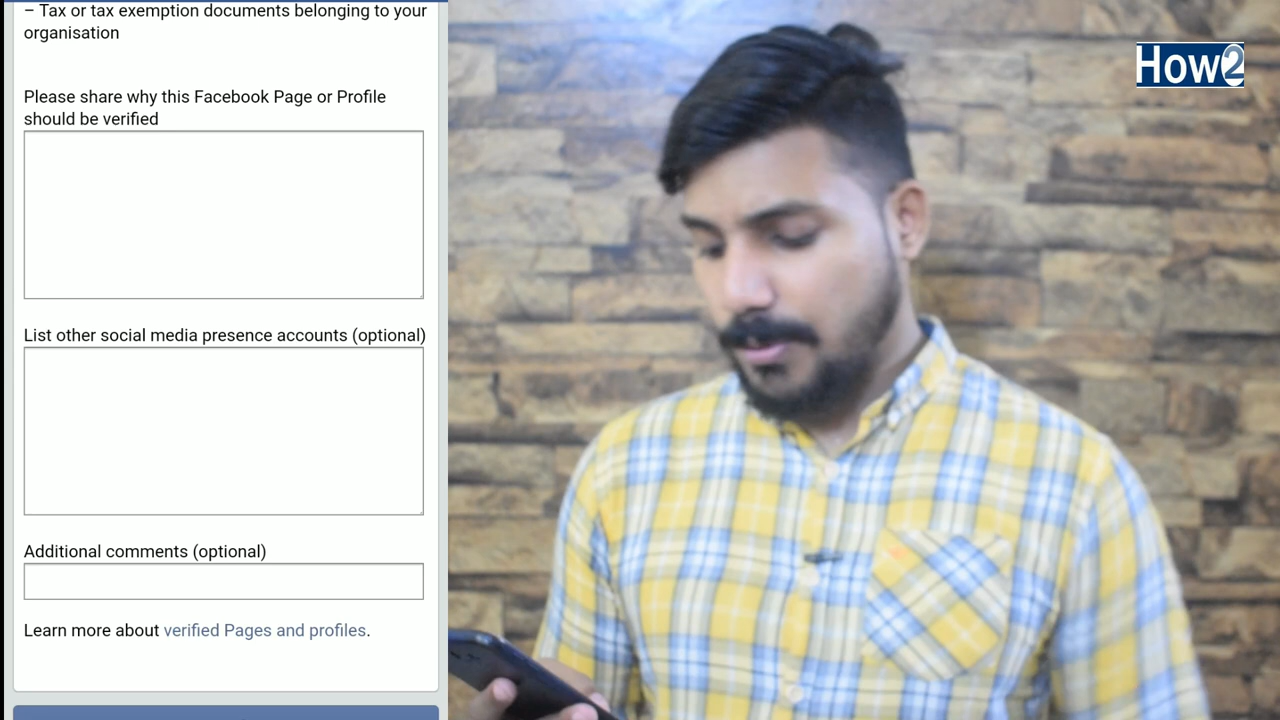 – Tax or tax exemption documents belonging to your
organisation
Please share why this Facebook Page or Profile
should be verified
List other social media presence accounts (optional)
Additional comments (optional)
Learn more about verified Pages and profiles.
How2